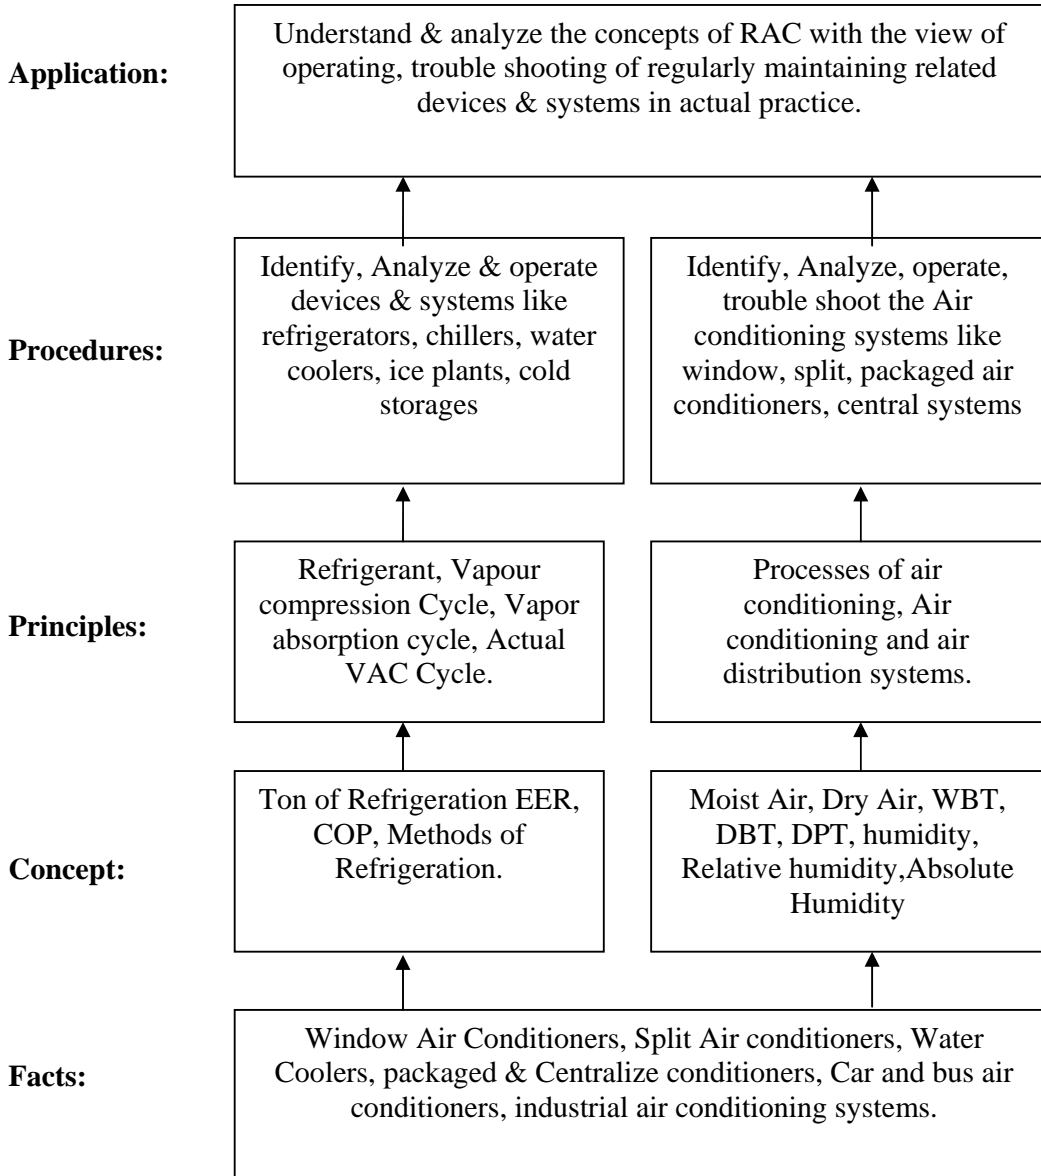 Application:
Understand & analyze the concepts of RAC with the view of
operating, trouble shooting of regularly maintaining related
devices & systems in actual practice.
Procedures:
Identify, Analyze & operate
devices & systems like
refrigerators, chillers, water
coolers, ice plants, cold
storages
Identify, Analyze, operate,
trouble shoot the Air
conditioning systems like
window, split, packaged air
conditioners, central systems
Principles:
Refrigerant, Vapour
compression Cycle, Vapor
absorption cycle, Actual
VAC Cycle.
Processes of air
conditioning, Air
conditioning and air
distribution systems.
Concept:
Ton of Refrigeration EER,
COP, Methods of
Refrigeration.
Moist Air, Dry Air, WBT,
DBT, DPT, humidity,
Relative humidity,Absolute
Humidity
Facts:
Window Air Conditioners, Split Air conditioners, Water
Coolers, packaged & Centralize conditioners, Car and bus air
conditioners, industrial air conditioning systems.